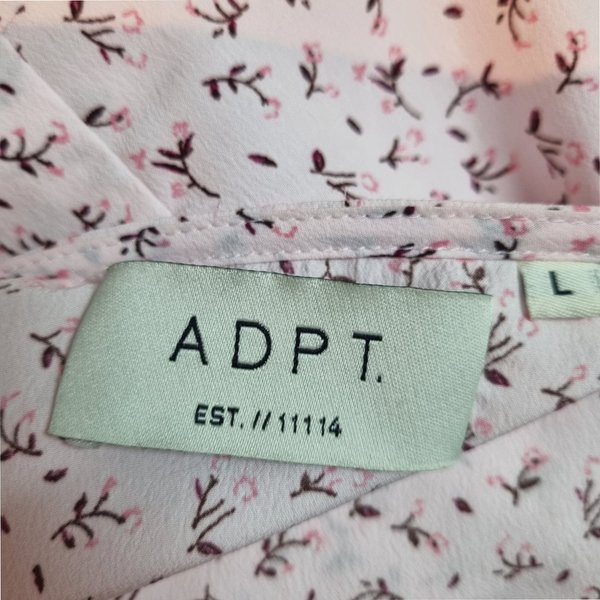 ADPT.
EST. // 11114
L